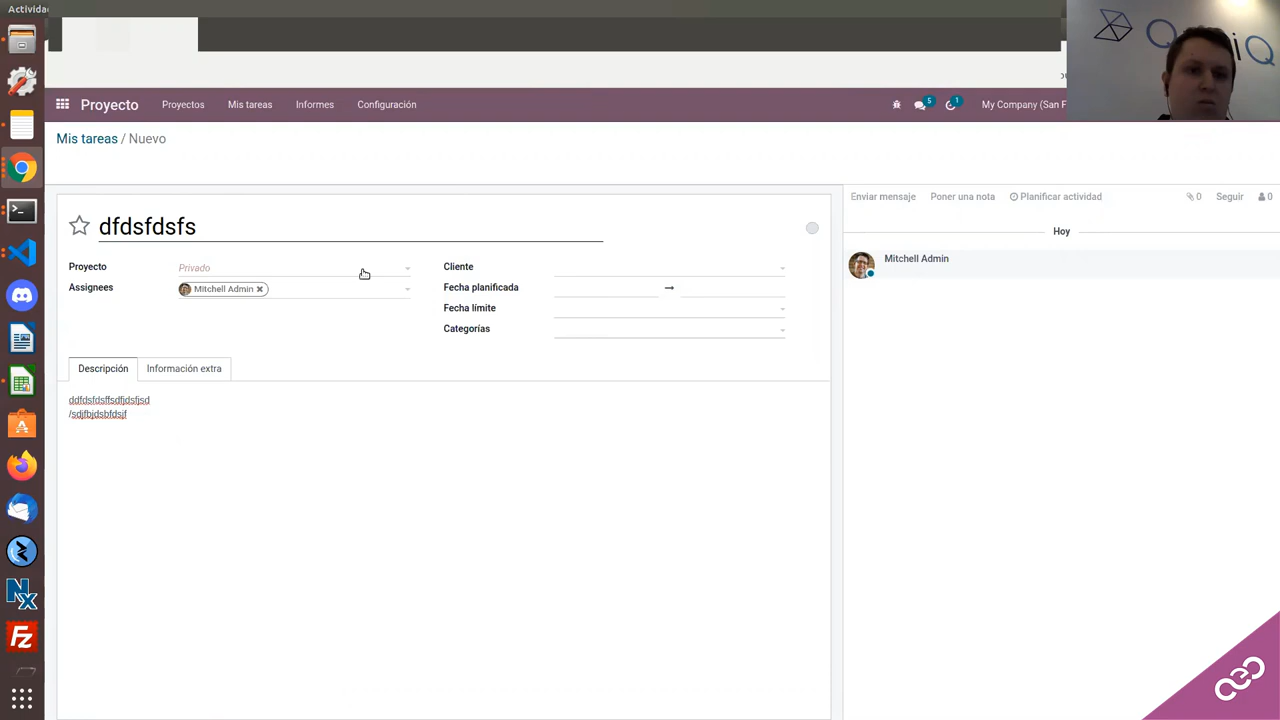 Activida
Proyecto Proyectos Mis tareas Informes Configuración 5 1 My Company (San F
Mis tareas / Nuevo
Enviar mensaje Poner una nota Planificar actividad 0 Seguir 0
dfdsfdsfs
Hoy
Proyecto Privado
Assignees Mitchell Admin
Cliente
Fecha planificada
Fecha límite
Categorías
Mitchell Admin
Descripción Información extra
ddfdsfdsffsdfjdsfjsd
/sdjfbjdsbfdsjf